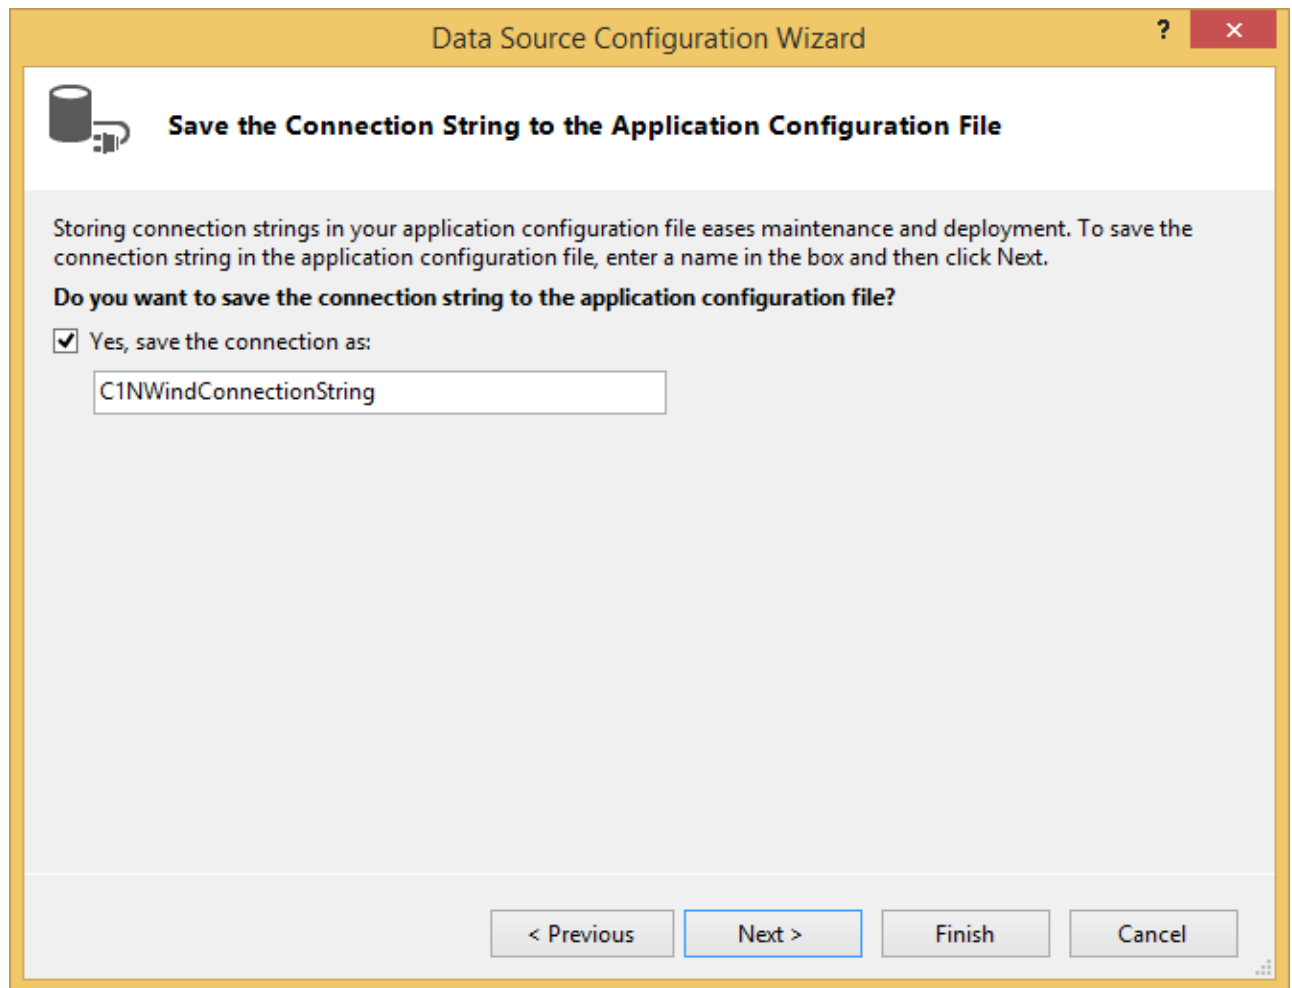 Data Source Configuration Wizard
?
Save the Connection String to the Application Configuration File
Storing connection strings in your application configuration file eases maintenance and deployment. To save the
connection string in the application configuration file, enter a name in the box and then click Next.
Do you want to save the connection string to the application configuration file?
Yes, save the connection as:
C1NWindConnectionString
< Previous
Next >
Finish
Cancel